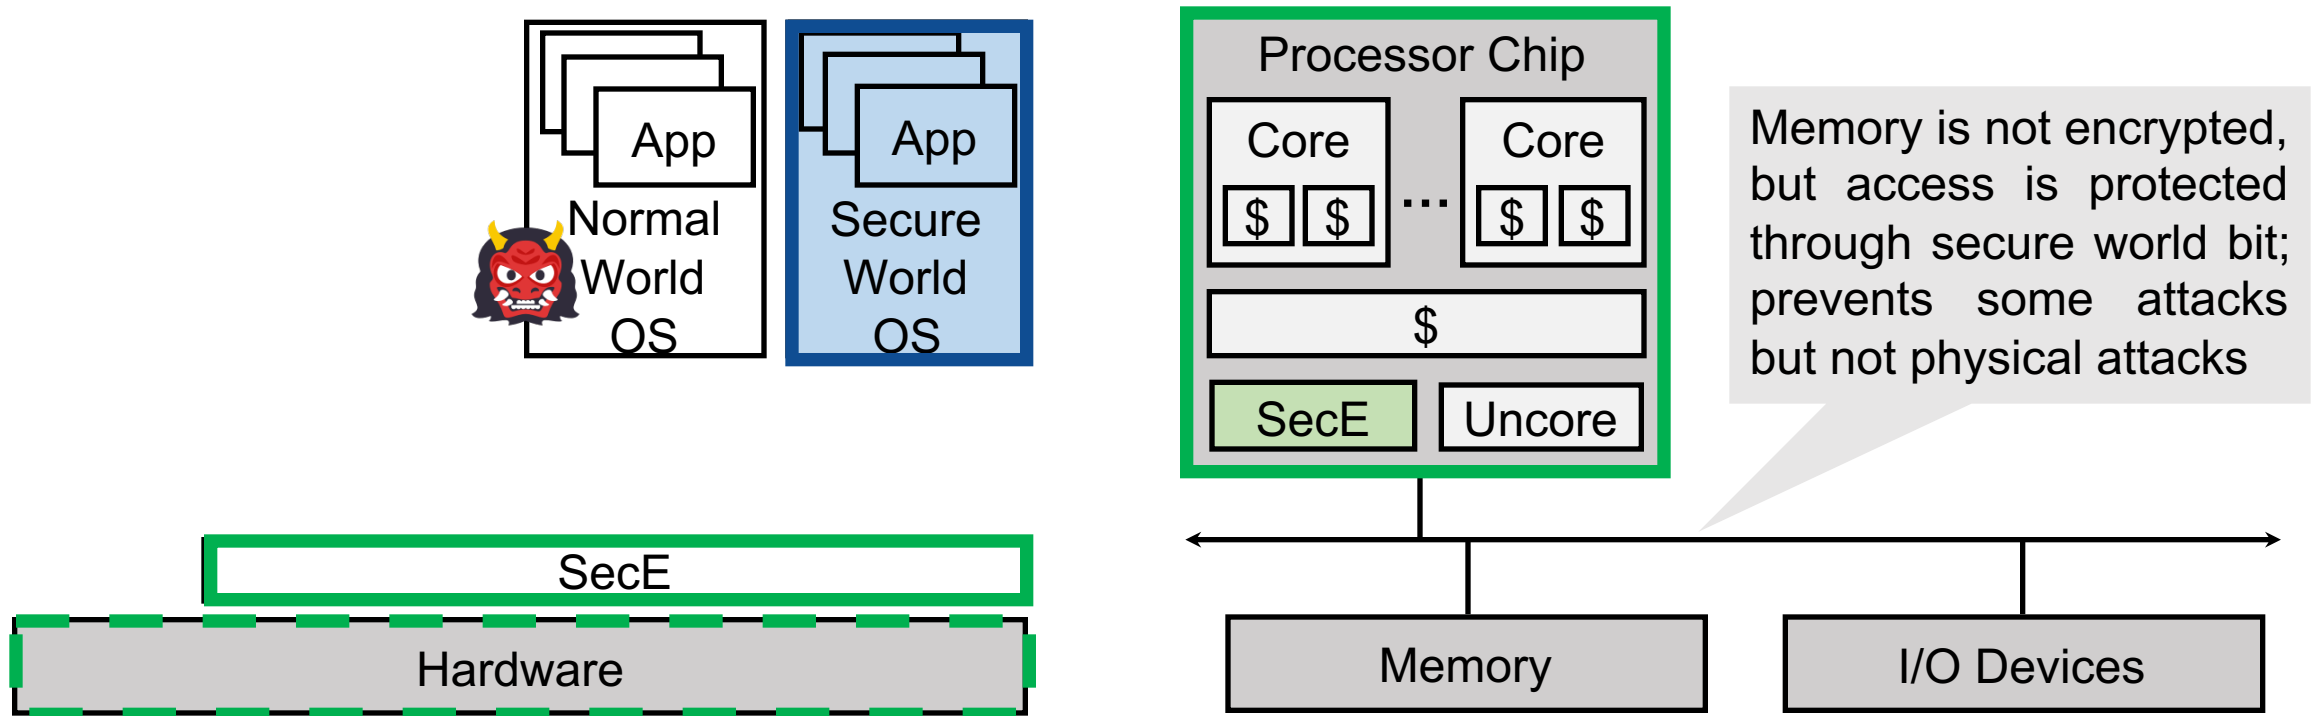 App
Normal
World
OS
App
Secure
World
OS
SecE
Hardware
Processor Chip
Core
$ $
...
Core
$ $
$
SecE
Uncore
Memory
I/O Devices
Memory is not encrypted,
but access is protected
through secure world bit;
prevents some attacks
but not physical attacks